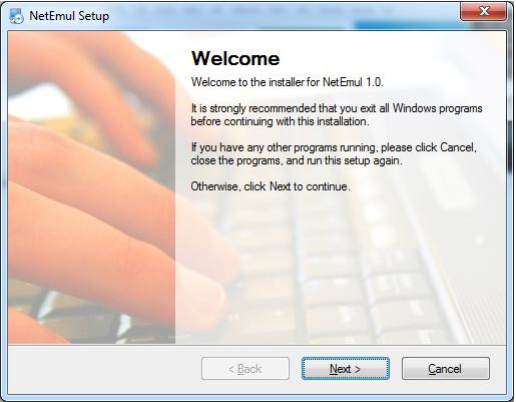 NetEmul Setup
Welcome
Welcome to the installer for NetEmul 1.0.
It is strongly recommended that you exit all Windows programs
before continuing with this installation.
If you have any other programs running, please click Cancel,
close the programs, and run this setup again.
Otherwise, click Next to continue.
< Back
Next >
Cancel